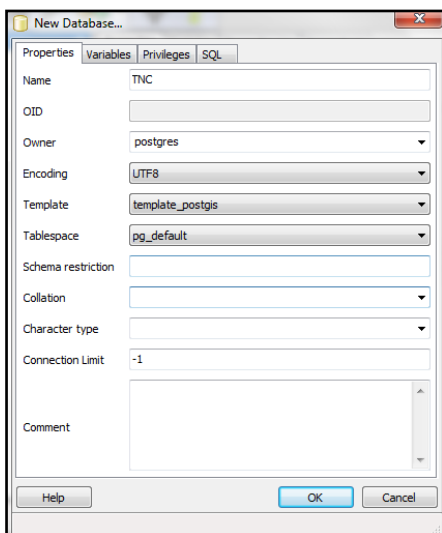 New Database...
Properties Variables Privileges SQL
Name TNC
OID
Owner postgres
Encoding UTF8
Template template_postgis
Tablespace pg_default
Schema restriction
Collation
Character type
Connection Limit -1
Comment
Help OK Cancel